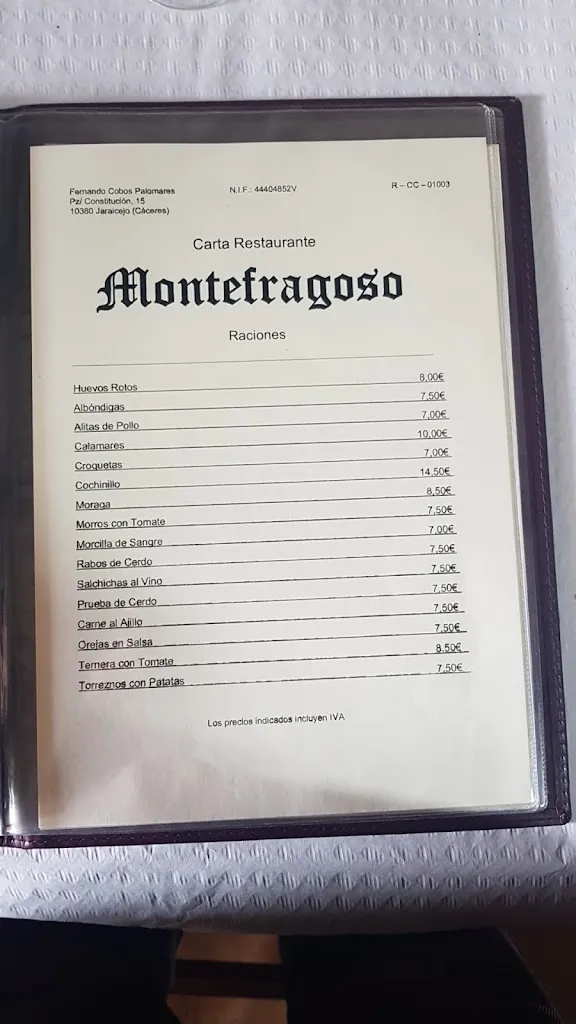 Fernando Cobos Palomares N.I.F.: 44404852V R – CC – 01003
Pz/ Constitución, 15
10380 Jaraicejo (Cáceres)
Carta Restaurante
Montefragoso
Raciones
Huevos Rotos 8,00€
Albóndigas 7,50€
Alitas de Pollo 7,00€
Calamares 10,00€
Croquetas 7,00€
Cochinillo 14,50€
Moraga 8,50€
Morros con Tomate 7,50€
Morcilla de Sangre 7,00€
Rabos de Cerdo 7,50€
Salchichas al Vino 7,50€
Prueba de Cerdo 7,50€
Carne al Ajillo 7,50€
Orejas en Salsa 7,50€
Ternera con Tomate 8,50€
Torreznos con Patatas 7,50€
Los precios indicados incluyen IVA